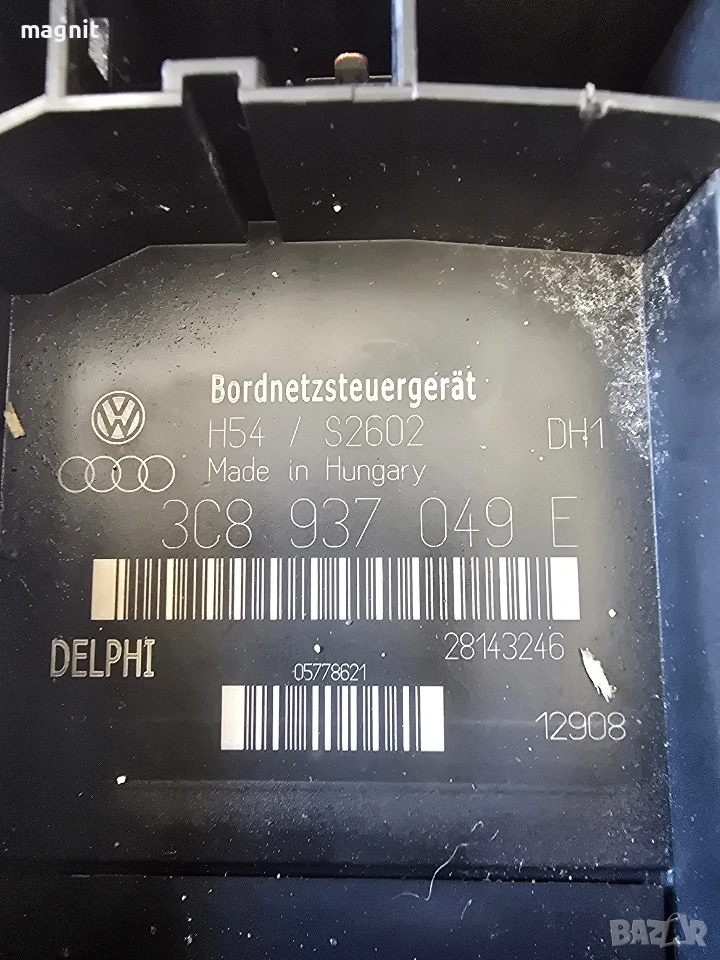 magnit
Bordnetzsteuergerät
H54 / S2602 DH1
Made in Hungary
3C8 937 049 E
DELPHI
28143246
05778621
12908
BAZAR